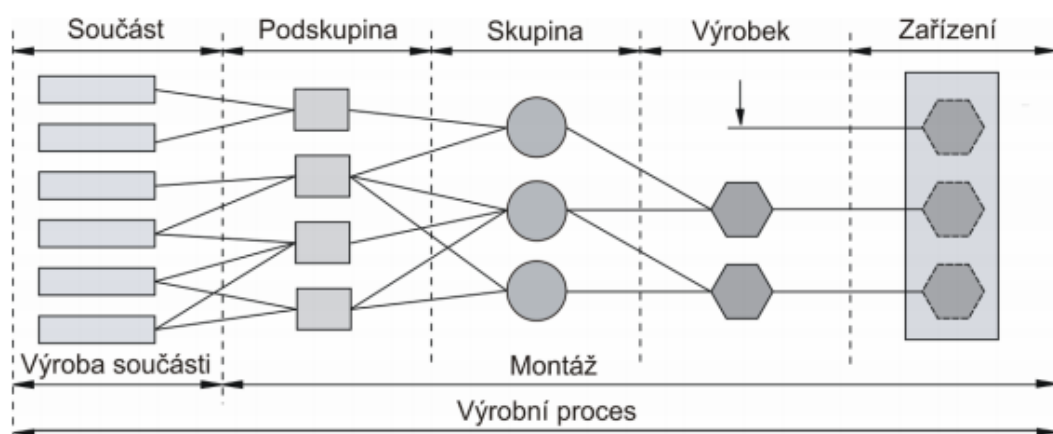 Součást
Podskupina
Skupina
Výrobek
Zařízení
Výroba součásti
Montáž
Výrobní proces